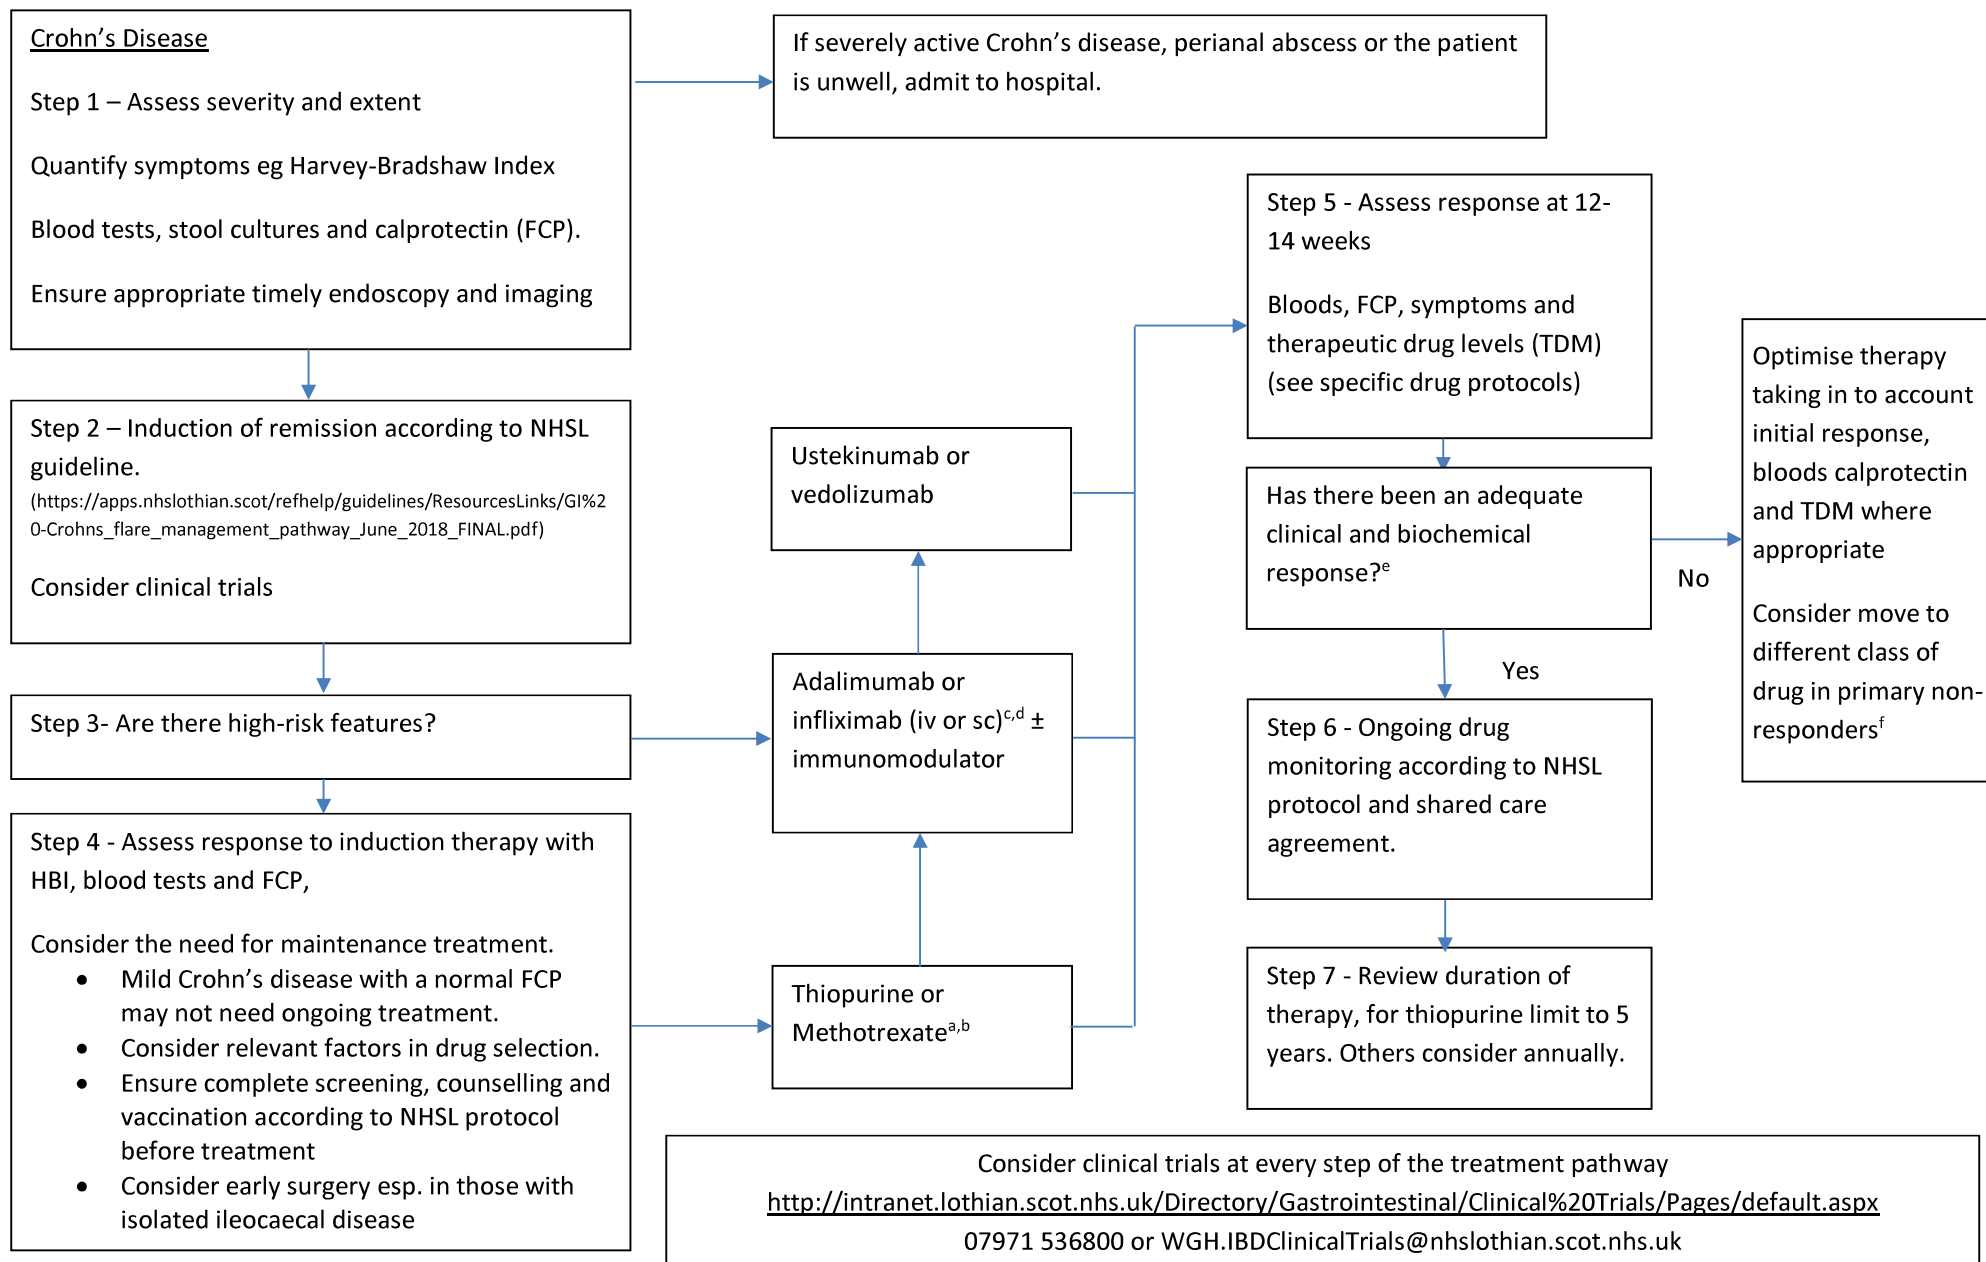 Crohn’s Disease
Step 1 – Assess severity and extent
Quantify symptoms eg Harvey-Bradshaw Index
Blood tests, stool cultures and calprotectin (FCP).
Ensure appropriate timely endoscopy and imaging
If severely active Crohn’s disease, perianal abscess or the patient
is unwell, admit to hospital.
Step 2 – Induction of remission according to NHSL
guideline.
(https://apps.nhslothian.scot/refhelp/guidelines/ResourcesLinks/GI%2
0-Crohns_flare_management_pathway_June_2018_FINAL.pdf)
Consider clinical trials
Step 3- Are there high-risk features?
Step 4 - Assess response to induction therapy with
HBI, blood tests and FCP,
Consider the need for maintenance treatment.
• Mild Crohn’s disease with a normal FCP
may not need ongoing treatment.
• Consider relevant factors in drug selection.
• Ensure complete screening, counselling and
vaccination according to NHSL protocol
before treatment
• Consider early surgery esp. in those with
isolated ileocaecal disease
Ustekinumab or
vedolizumab
Adalimumab or
infliximab (iv or sc)c,d ±
immunomodulator
Thiopurine or
Methotrexatea,b
Step 5 - Assess response at 12-
14 weeks
Bloods, FCP, symptoms and
therapeutic drug levels (TDM)
(see specific drug protocols)
Has there been an adequate
clinical and biochemical
response?e
No
Yes
Optimise therapy
taking in to account
initial response,
bloods calprotectin
and TDM where
appropriate
Consider move to
different class of
drug in primary non-
respondersf
Step 6 - Ongoing drug
monitoring according to NHSL
protocol and shared care
agreement.
Step 7 - Review duration of
therapy, for thiopurine limit to 5
years. Others consider annually.
Consider clinical trials at every step of the treatment pathway
http://intranet.lothian.scot.nhs.uk/Directory/Gastrointestinal/Clinical%20Trials/Pages/default.aspx
07971 536800 or WGH.IBDClinicalTrials@nhslothian.scot.nhs.uk